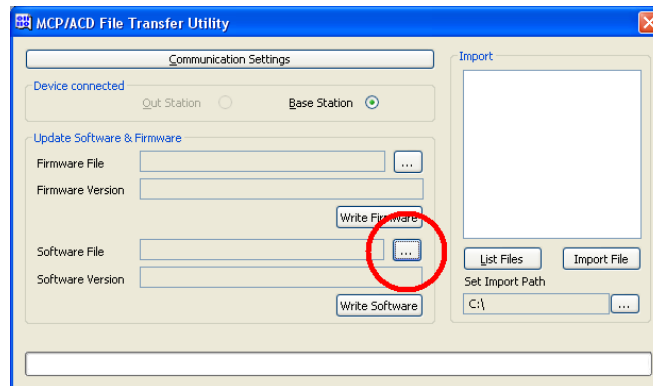 MCP/ACD File Transfer Utility
Communication Settings
Device connected
Out Station
Base Station
Update Software & Firmware
Firmware File
...
Firmware Version
Write Firmware
Software File
...
Software Version
Write Software
Import
List Files
Import File
Set Import Path
C:\
...